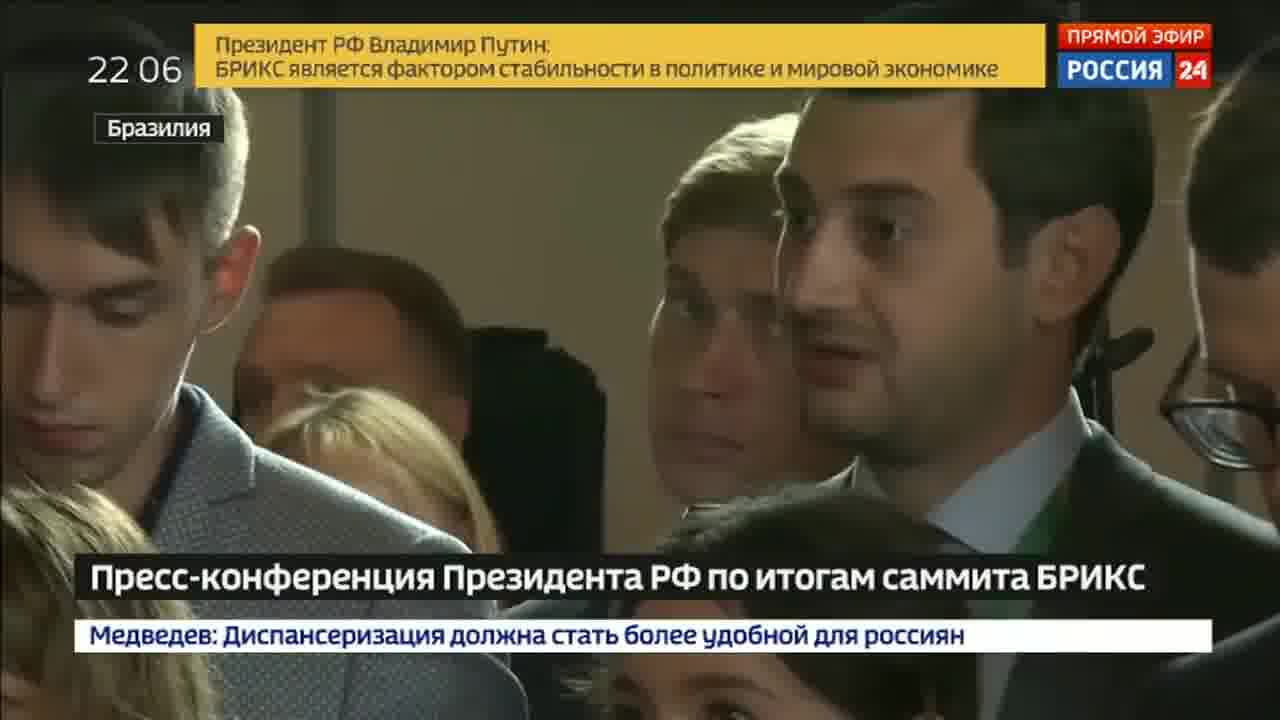 22 06
Президент РФ Владимир Путин:
БРИКС является фактором стабильности в политике и мировой экономике
ПРЯМОЙ ЭФИР
РОССИЯ 24
Бразилия
Пресс-конференция Президента РФ по итогам саммита БРИКС
Медведев: Диспансеризация должна стать более удобной для россиян